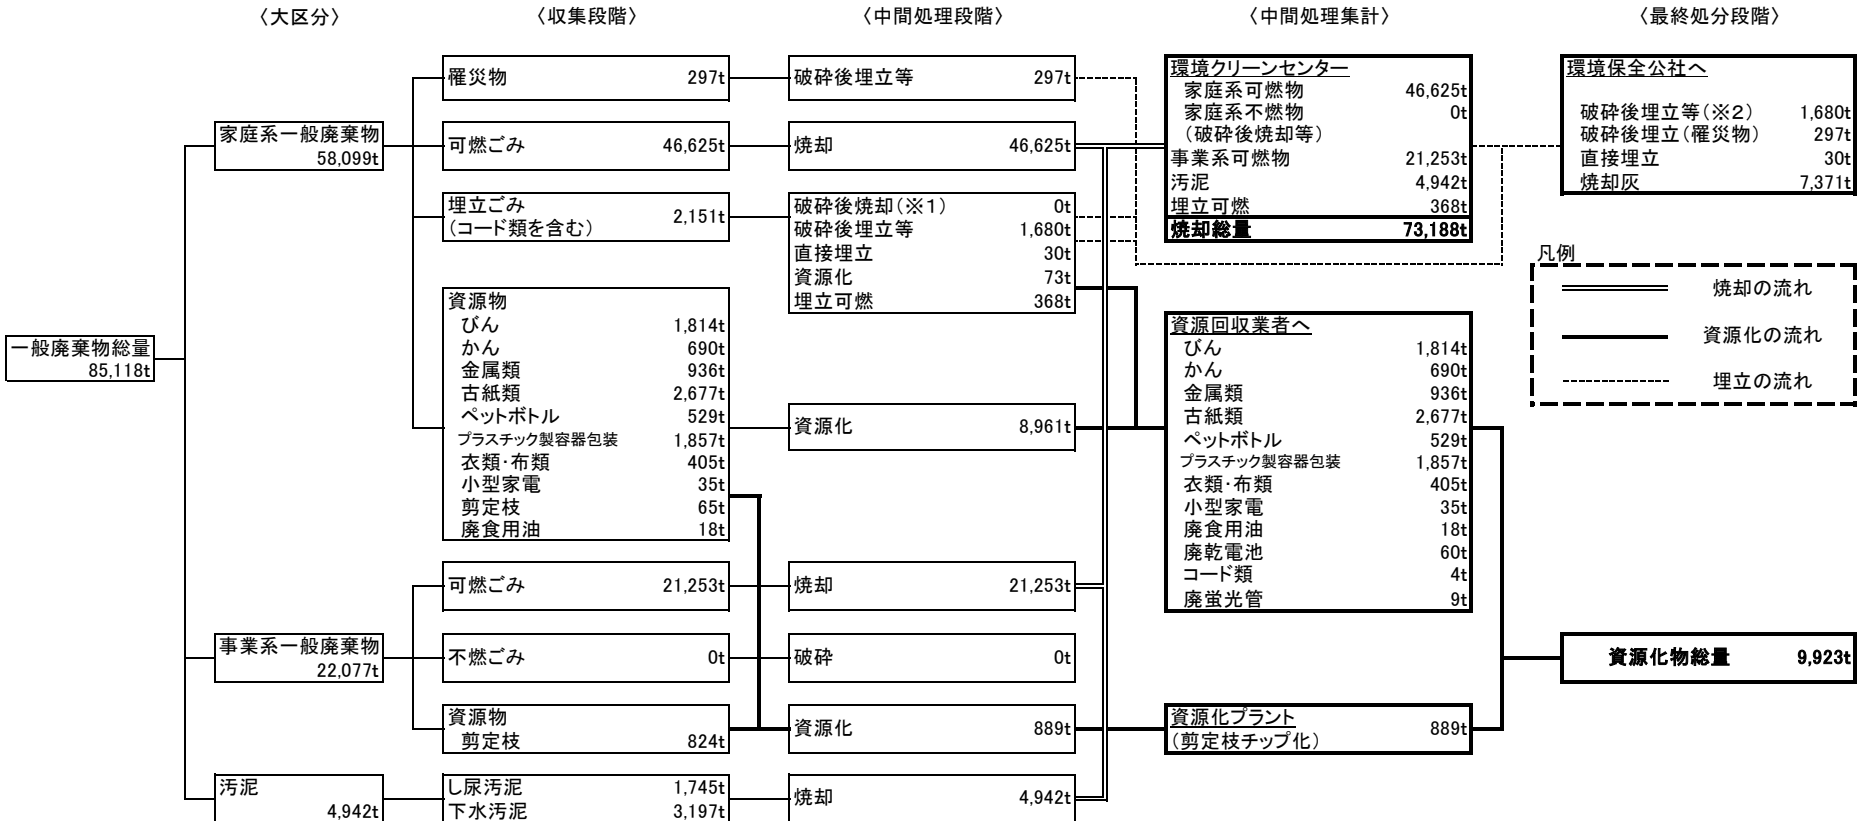 〈大区分〉
〈収集段階〉
〈中間処理段階〉
〈中間処理集計〉
〈最終処分段階〉
一般廃棄物総量
85,118t
家庭系一般廃棄物
58,099t
事業系一般廃棄物
22,077t
汚泥
4,942t
罹災物 297t
可燃ごみ 46,625t
埋立ごみ
(コード類を含む) 2,151t
資源物
びん 1,814t
かん 690t
金属類 936t
古紙類 2,677t
ペットボトル 529t
プラスチック製容器包装 1,857t
衣類・布類 405t
小型家電 35t
剪定枝 65t
廃食用油 18t
可燃ごみ 21,253t
不燃ごみ 0t
資源物
剪定枝 824t
し尿汚泥 1,745t
下水汚泥 3,197t
破砕後埋立等 297t
焼却 46,625t
破砕後焼却(※1) 0t
破砕後埋立等 1,680t
直接埋立 30t
資源化 73t
埋立可燃 368t
資源化 8,961t
焼却 21,253t
破砕 0t
資源化 889t
焼却 4,942t
環境クリーンセンター
家庭系可燃物 46,625t
家庭系不燃物 0t
(破砕後焼却等)
事業系可燃物 21,253t
汚泥 4,942t
埋立可燃 368t
焼却総量 73,188t
資源回収業者へ
びん 1,814t
かん 690t
金属類 936t
古紙類 2,677t
ペットボトル 529t
プラスチック製容器包装 1,857t
衣類・布類 405t
小型家電 35t
廃食用油 18t
廃乾電池 60t
コード類 4t
廃蛍光管 9t
資源化プラント
(剪定枝チップ化) 889t
環境保全公社へ
破砕後埋立等(※2) 1,680t
破砕後埋立(罹災物) 297t
直接埋立 30t
焼却灰 7,371t
凡例
焼却の流れ
資源化の流れ
埋立の流れ
資源化物総量 9,923t